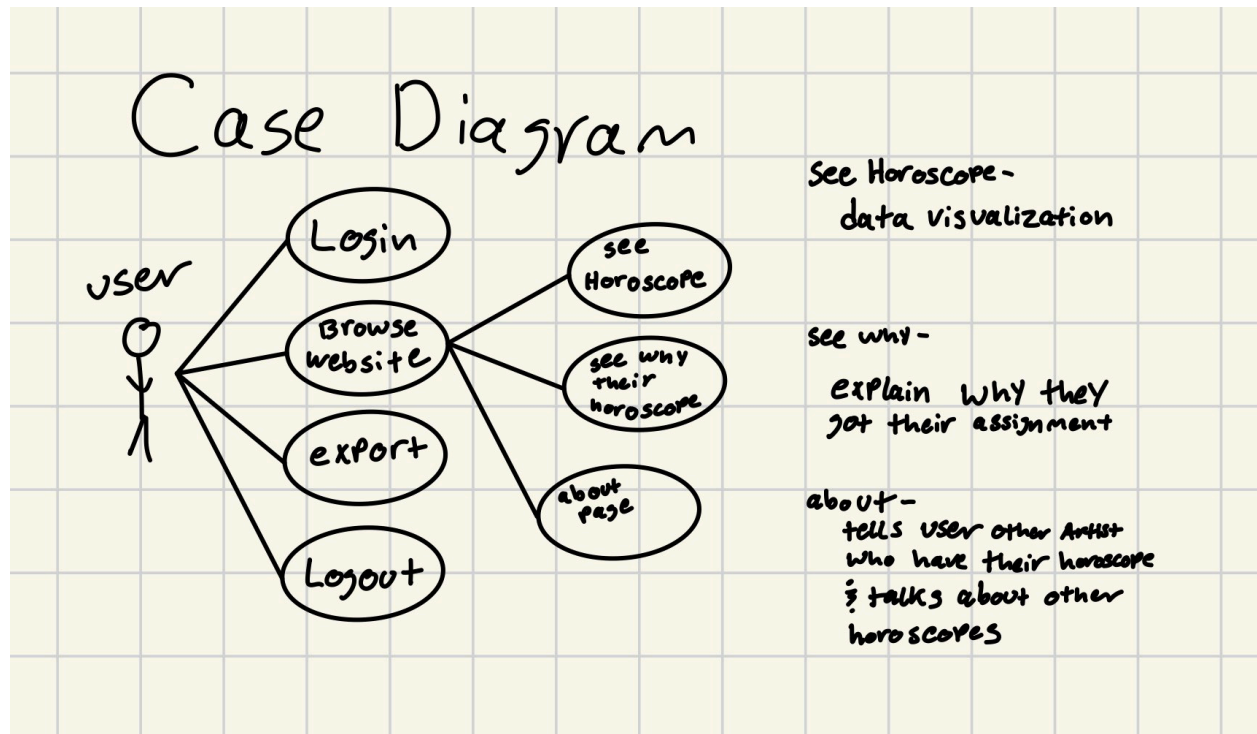 Case Diagram
user
Login
Browse
website
export
Logout
see
Horoscope
see why
their
horoscope
about
page
see Horoscope-
data visualization
see why-
explain why they
got their assignment
about-
tells user other Artist
who have their horoscope
& talks about other
horoscopes